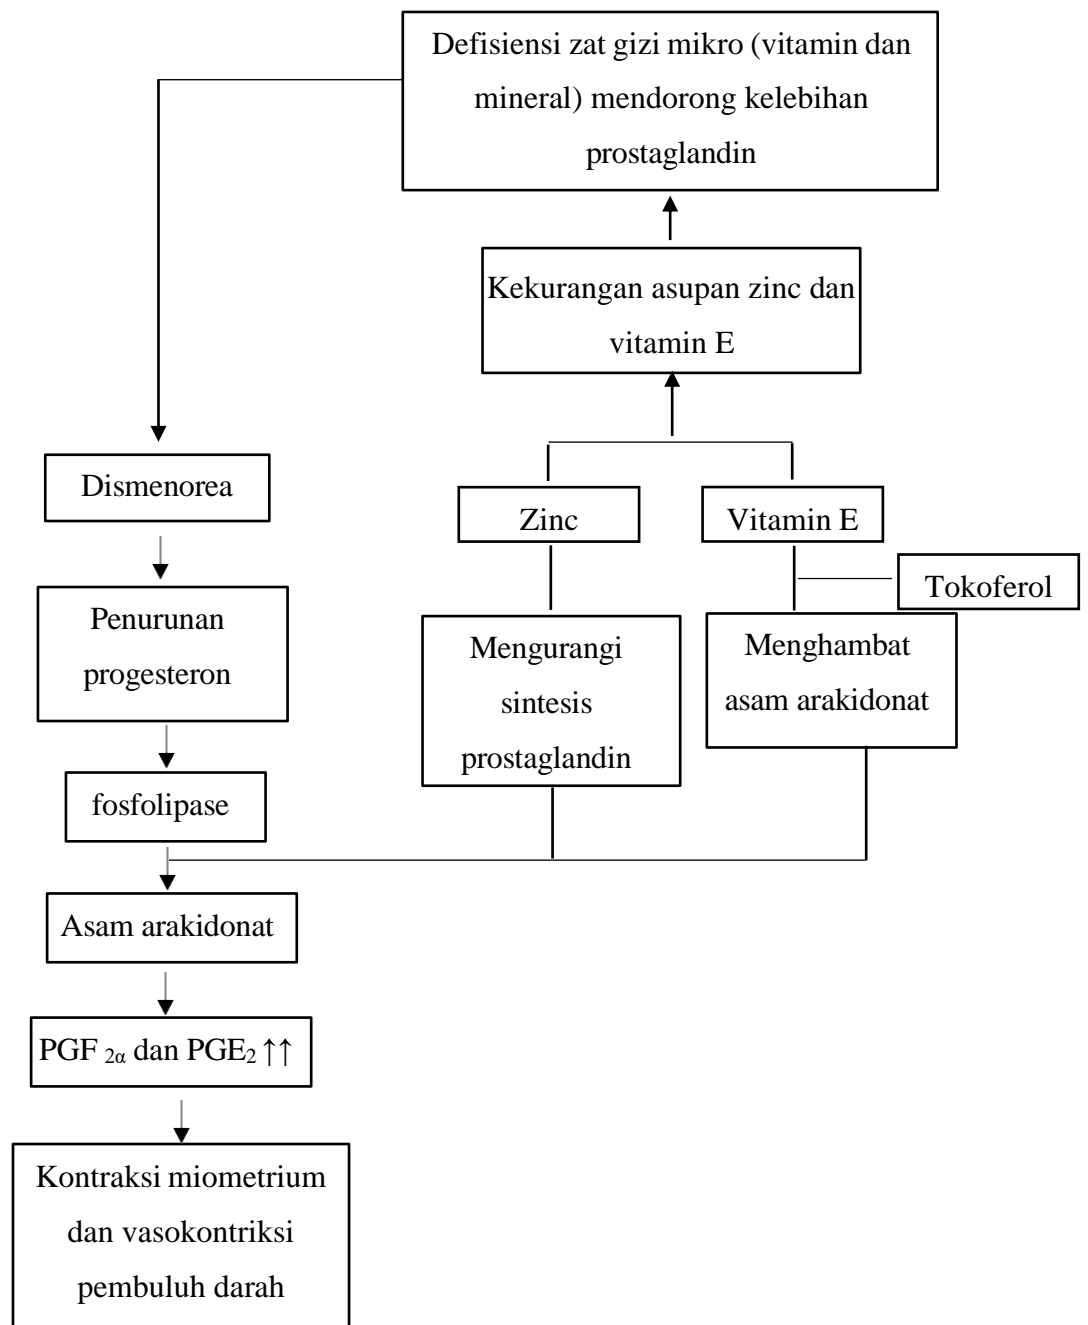 Defisiensi zat gizi mikro (vitamin dan
mineral) mendorong kelebihan
prostaglandin
Kekurangan asupan zinc dan
vitamin E
Dismenorea
Zinc
Vitamin E
Tokoferol
Penurunan
progesteron
Mengurangi
sintesis
prostaglandin
Menghambat
asam arakidonat
fosfolipase
Asam arakidonat
PGF 2α dan PGE2 ↑↑
Kontraksi miometrium
dan vasokontriksi
pembuluh darah